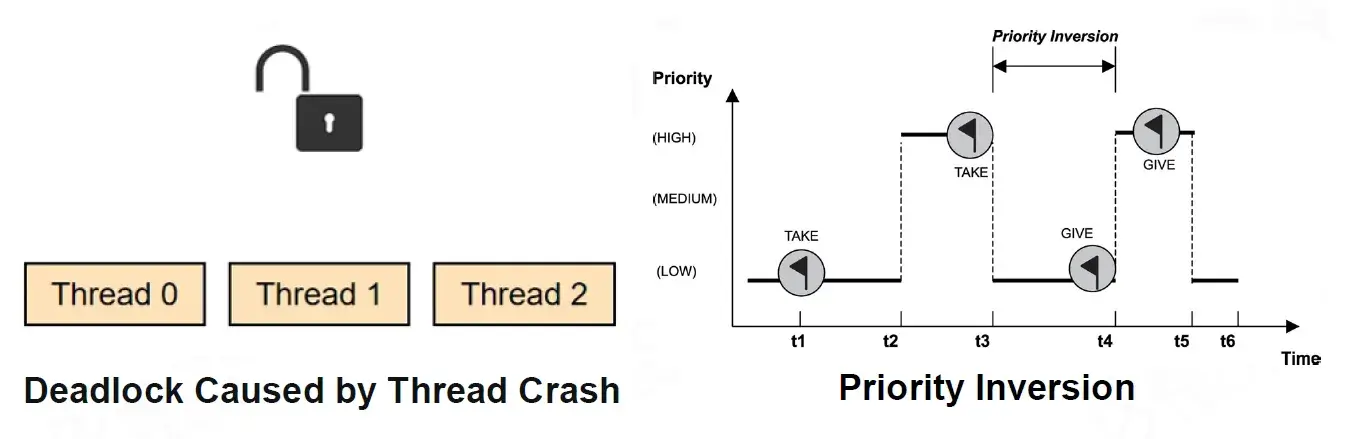 Thread 0
Thread 1
Thread 2
Deadlock Caused by Thread Crash
Priority Inversion
Priority
(HIGH)
TAKE
GIVE
(MEDIUM)
TAKE
GIVE
(LOW)
t1
t2
t3
t4
t5
t6
Time
Priority Inversion